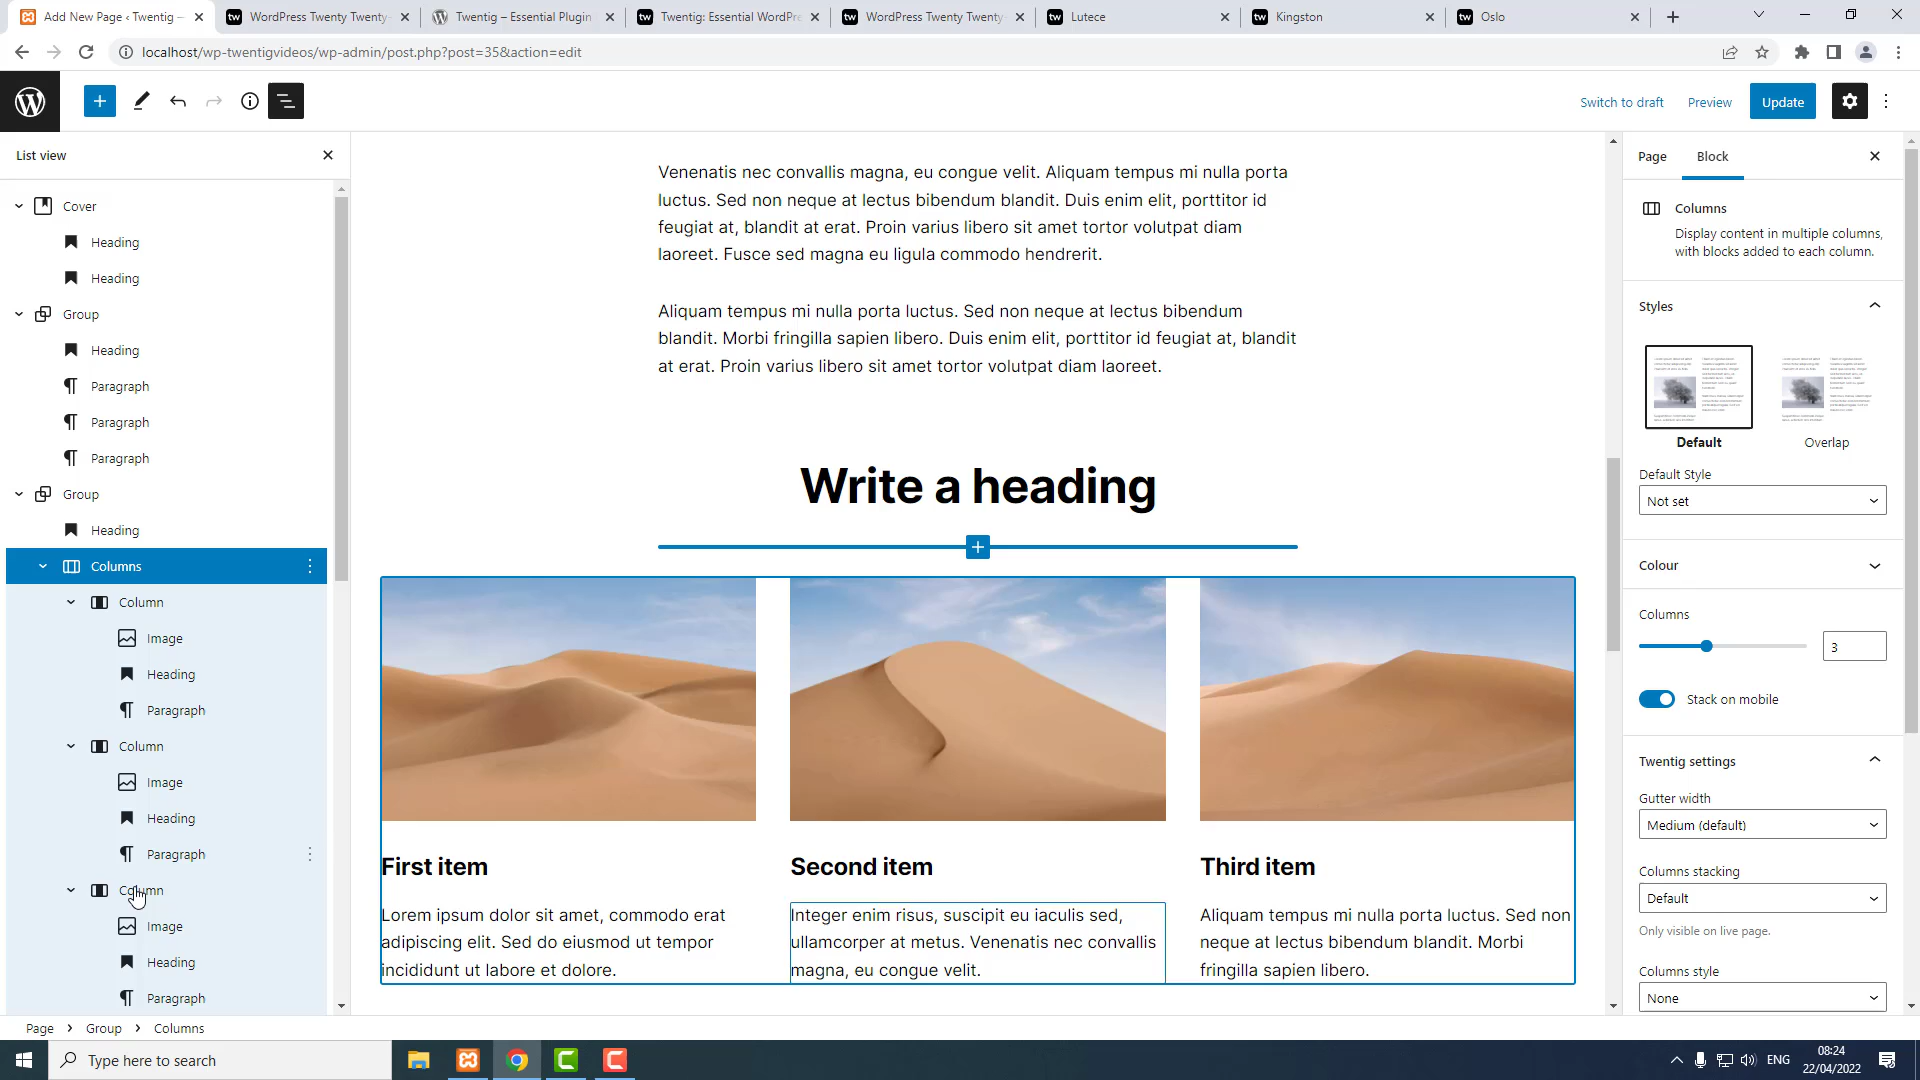 Add New Page ‹ Twentig —
WordPress Twenty Twenty-
Twentig – Essential Plugin
Twentig: Essential WordPre
WordPress Twenty Twenty
Lutece
Kingston
Oslo
localhost/wp-twentigvideos/wp-admin/post.php?post=35&action=edit
Switch to draft
Preview
Update
List view
Cover
Heading
Heading
Group
Heading
Paragraph
Paragraph
Paragraph
Group
Heading
Columns
Column
Image
Heading
Paragraph
Column
Image
Heading
Paragraph
Column
Image
Heading
Paragraph
Venenatis nec convallis magna, eu congue velit. Aliquam tempus mi nulla porta
luctus. Sed non neque at lectus bibendum blandit. Duis enim elit, porttitor id
feugiat at, blandit at erat. Proin varius libero sit amet tortor volutpat diam
laoreet. Fusce sed magna eu ligula commodo hendrerit.
Aliquam tempus mi nulla porta luctus. Sed non neque at lectus bibendum
blandit. Morbi fringilla sapien libero. Duis enim elit, porttitor id feugiat at, blandit
at erat. Proin varius libero sit amet tortor volutpat diam laoreet.
Write a heading
First item
Lorem ipsum dolor sit amet, commodo erat
adipiscing elit. Sed do eiusmod ut tempor
incididunt ut labore et dolore.
Second item
Integer enim risus, suscipit eu iaculis sed,
ullamcorper at metus. Venenatis nec convallis
magna, eu congue velit.
Third item
Aliquam tempus mi nulla porta luctus. Sed non
neque at lectus bibendum blandit. Morbi
fringilla sapien libero.
Page
Block
Columns
Display content in multiple columns,
with blocks added to each column.
Styles
Default
Overlap
Default Style
Not set
Colour
Columns
3
Stack on mobile
Twentig settings
Gutter width
Medium (default)
Columns stacking
Default
Only visible on live page.
Columns style
None
Page
Group
Columns
Type here to search
ENG
08:24
22/04/2022